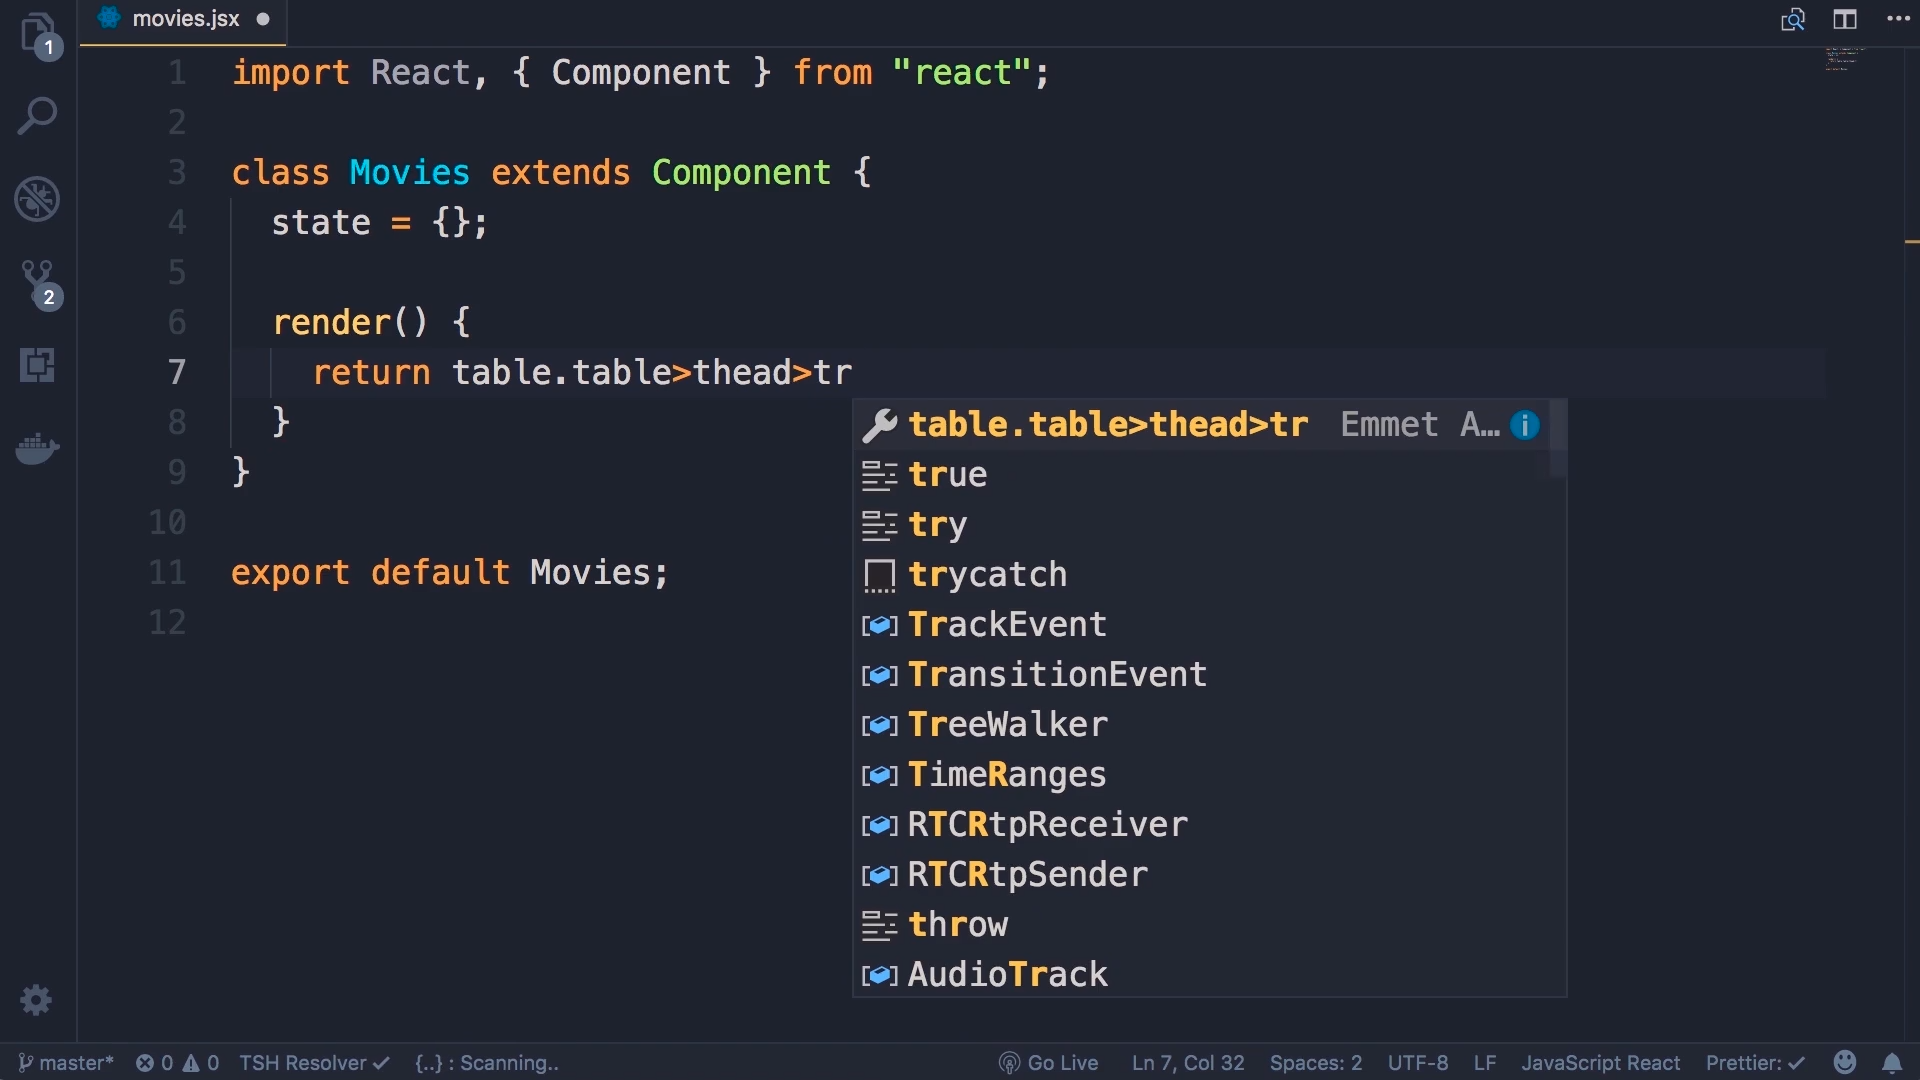 movies.jsx
1
1 import React, { Component } from "react";
2
3 class Movies extends Component {
4 state = {};
5
6 render() {
7 return table.table>thead>tr
8 }
9 }
10
11 export default Movies;
12
2
table.table>thead>tr Emmet A…
true
try
trycatch
TrackEvent
TransitionEvent
TreeWalker
TimeRanges
RTCRtpReceiver
RTCRtpSender
throw
AudioTrack
master* 0 0 TSH Resolver ✓ {..} : Scanning.. Go Live Ln 7, Col 32 Spaces: 2 UTF-8 LF JavaScript React Prettier: ✓